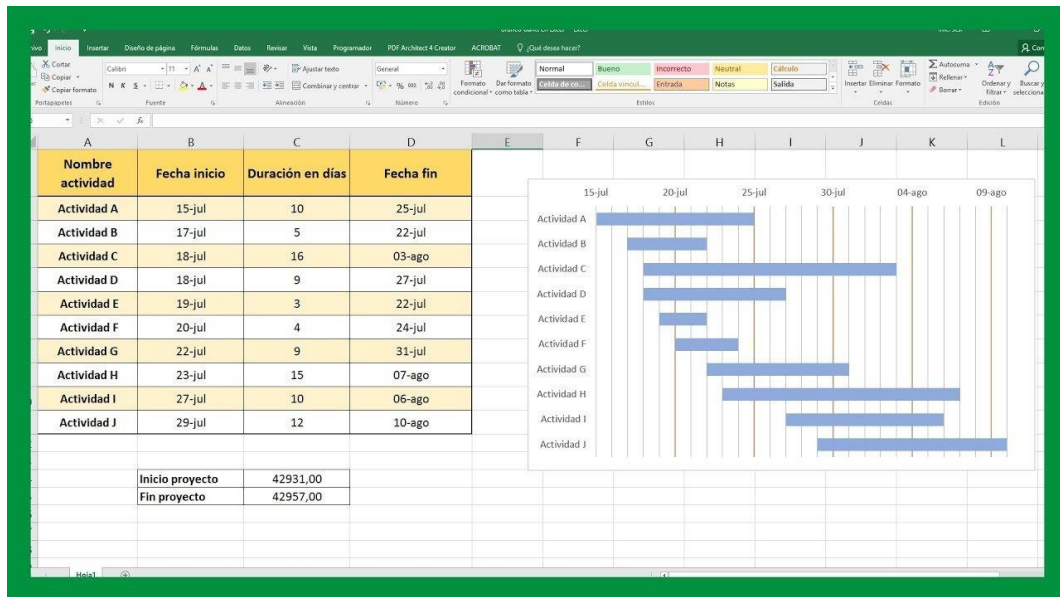 Inicio Insertar Diseño de página Fórmulas Datos Revisar Vista Programador PDF Architect 4 Creator ACROBAT ¿Qué desea hacer?
Cortar
Copiar
Copiar formato
Calibri 11
N K S
Ajustar texto
Combinar y centrar
General
% 000
Formato condicional
Dar formato como tabla
Normal Bueno Incorrecto Neutral Cálculo
Celda de co... Celda vincul... Entrada Notas Salida
Insertar Eliminar Formato
Autosuma
Rellenar
Borrar
Ordenar y filtrar
Buscar y
Portapapeles Fuente Alineación Número Estilos Celdas Edición
fx
A B C D E F G H I J K L
Nombre actividad Fecha inicio Duración en días Fecha fin
Actividad A 15-jul 10 25-jul
Actividad B 17-jul 5 22-jul
Actividad C 18-jul 16 03-ago
Actividad D 18-jul 9 27-jul
Actividad E 19-jul 3 22-jul
Actividad F 20-jul 4 24-jul
Actividad G 22-jul 9 31-jul
Actividad H 23-jul 15 07-ago
Actividad I 27-jul 10 06-ago
Actividad J 29-jul 12 10-ago
Inicio proyecto 42931,00
Fin proyecto 42957,00
15-jul 20-jul 25-jul 30-jul 04-ago 09-ago
Actividad A
Actividad B
Actividad C
Actividad D
Actividad E
Actividad F
Actividad G
Actividad H
Actividad I
Actividad J
Hoja1